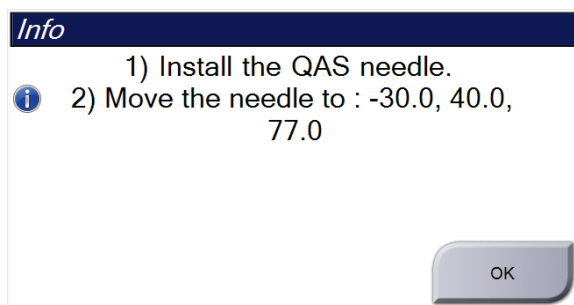 Info
1) Install the QAS needle.
2) Move the needle to : -30.0, 40.0,
77.0
OK